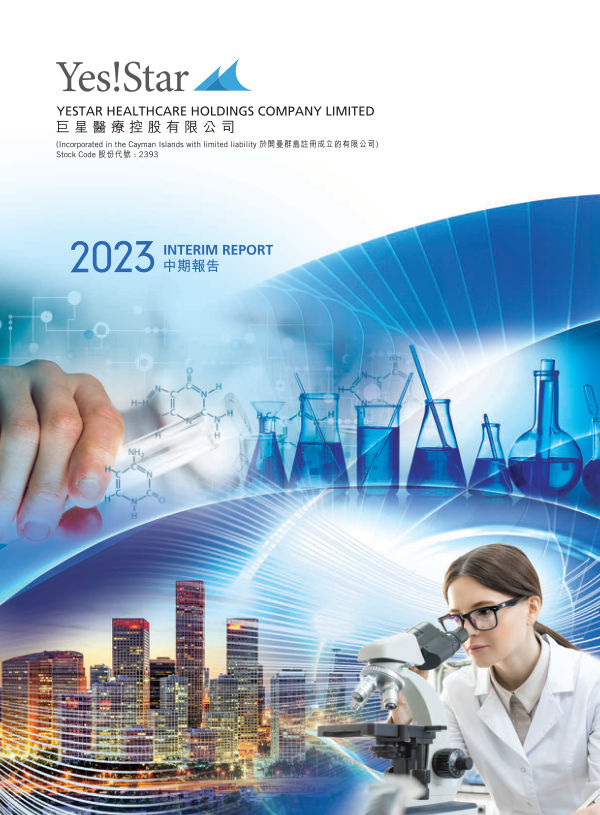 Yes!Star
YESTAR HEALTHCARE HOLDINGS COMPANY LIMITED
巨星醫療控股有限公司
(Incorporated in the Cayman Islands with limited liability 於開曼群島註冊成立的有限公司)
Stock Code 股份代號 : 2393
2023 INTERIM REPORT
中期報告
N
O
N
N
N
H
H
H
NH₂
N
N
O
H